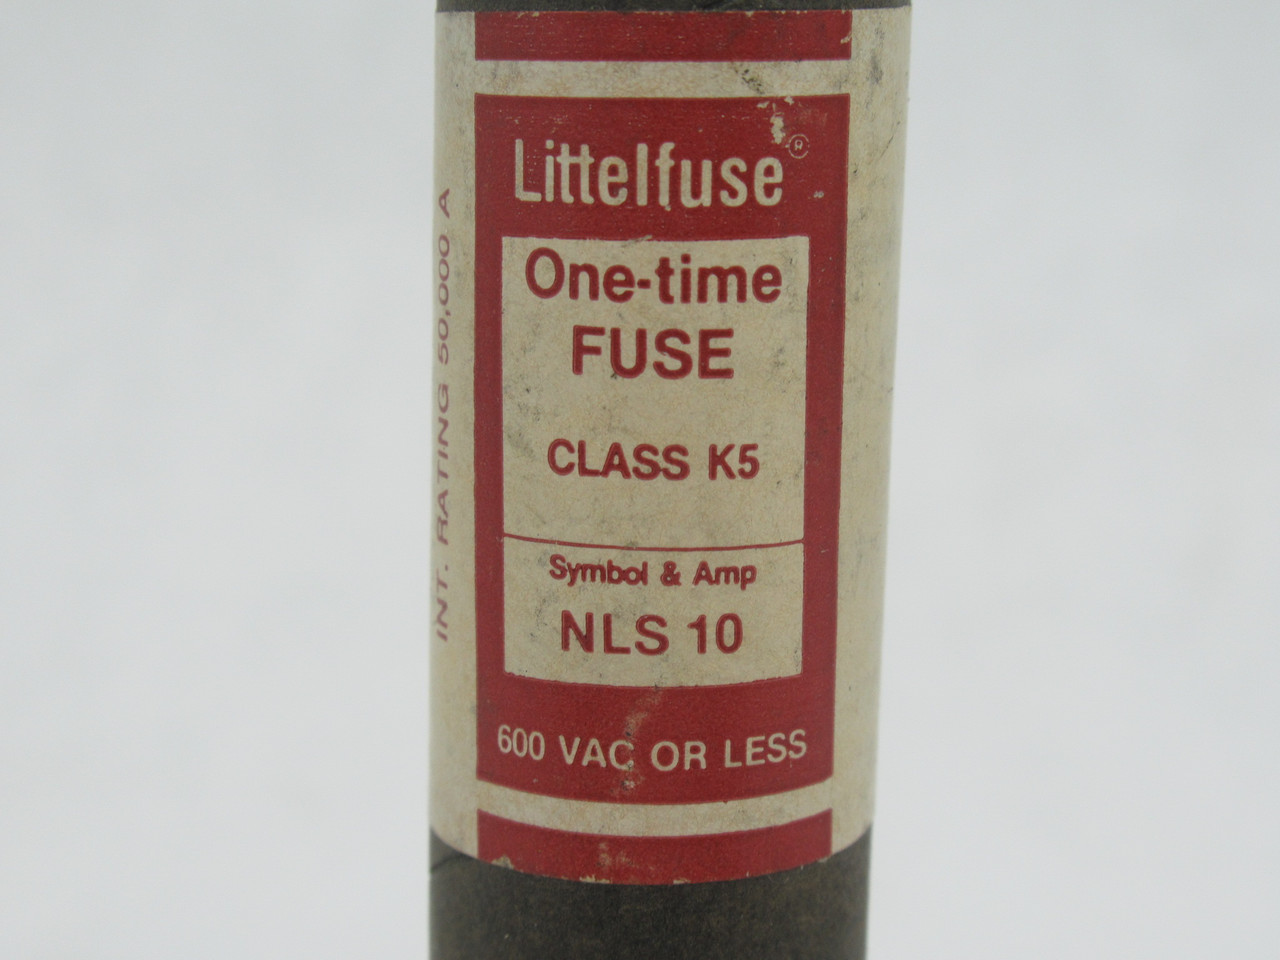 Littelfuse®
One-time
FUSE
CLASS K5
Symbol & Amp
NLS 10
600 VAC OR LESS
INT. RATING 50,000 A